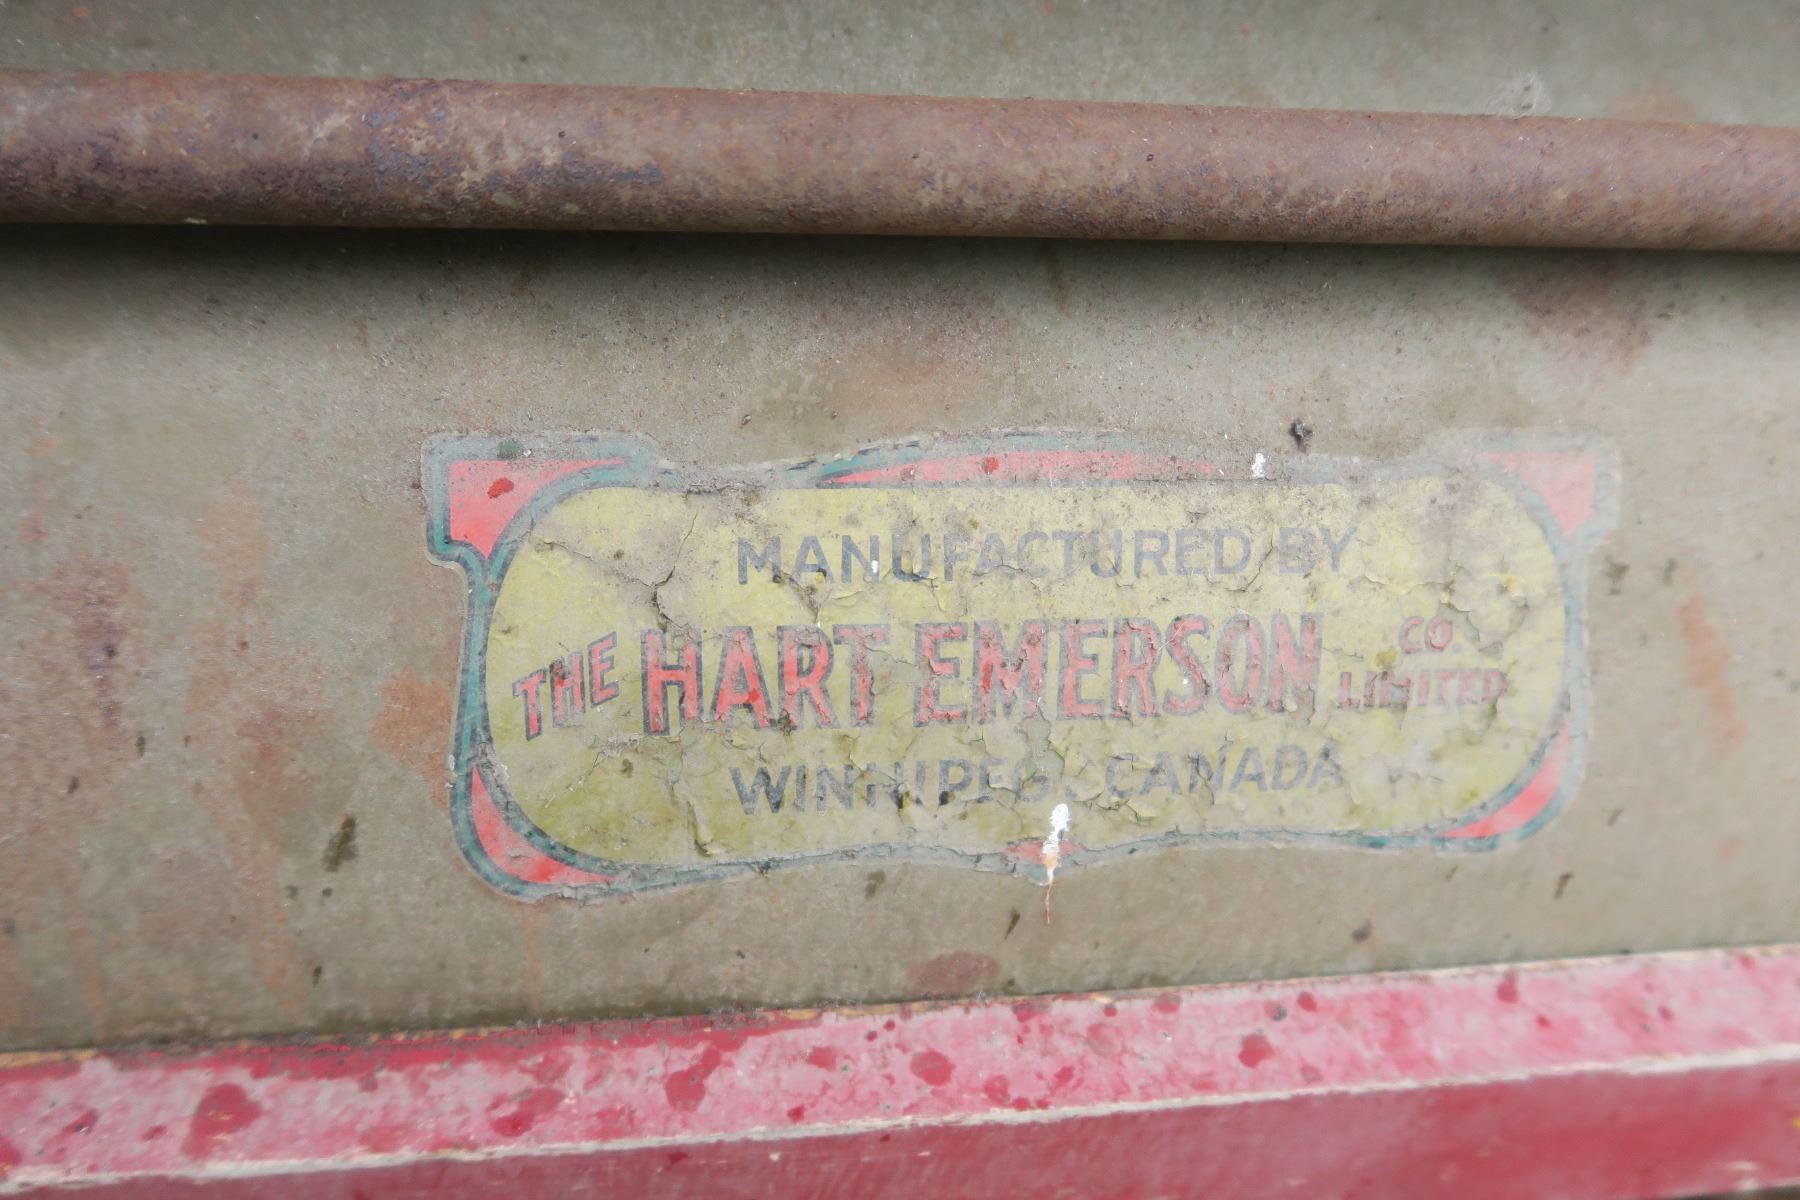 MANUFACTURED BY
THE HART EMERSON CO. LIMITED
WINNIPEG, CANADA